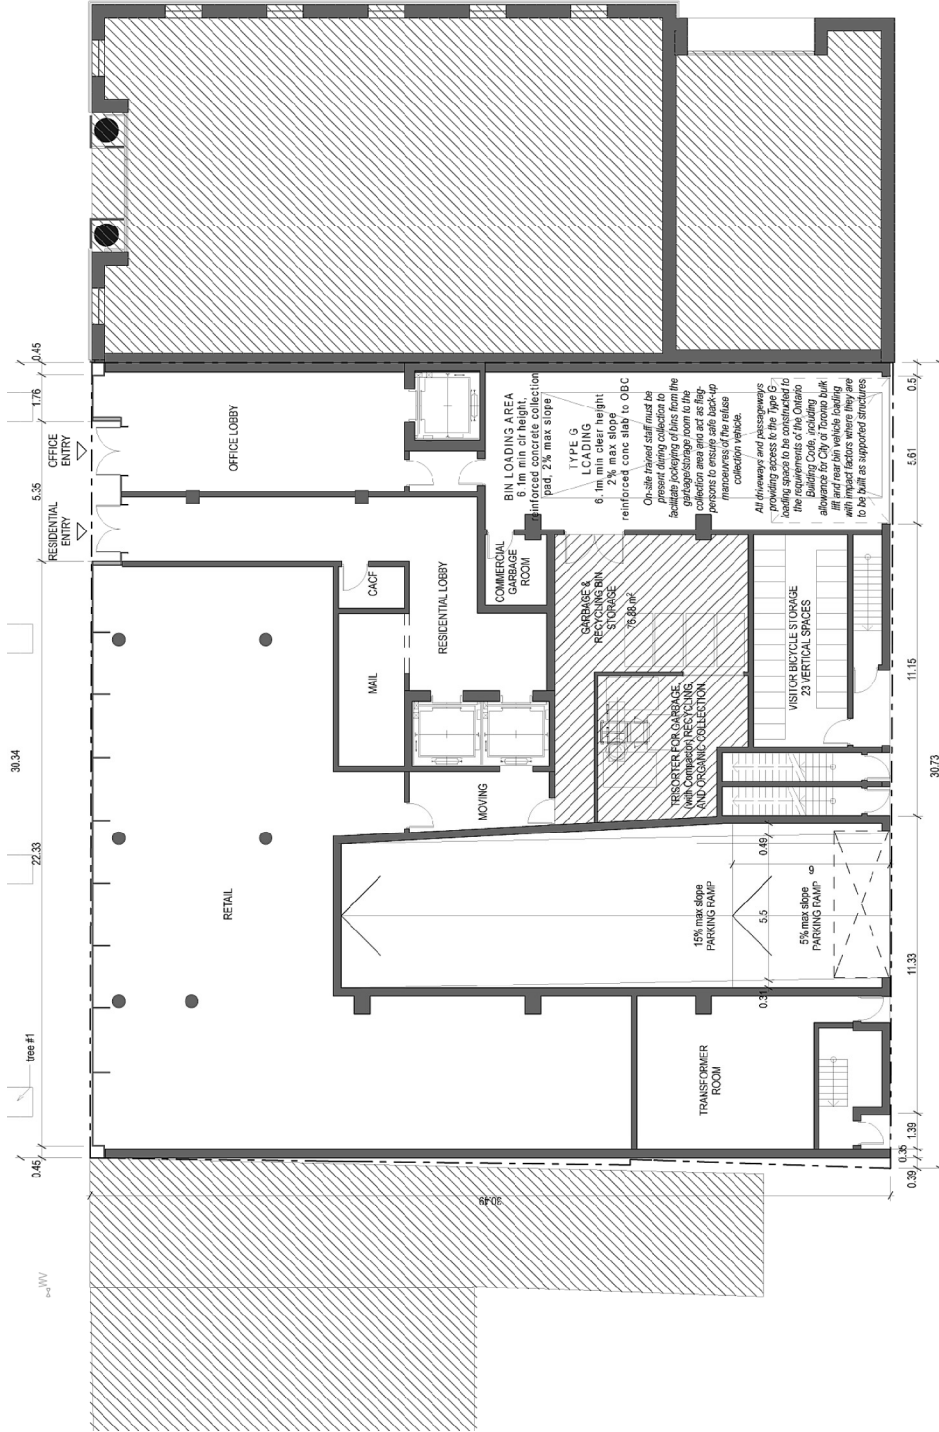 OFFICE
ENTRY
RESIDENTIAL
ENTRY
OFFICE LOBBY
BIN LOADING AREA
6.1m min clr height,
reinforced concrete collection
pad, 2% max slope
TYPE G
LOADING
6.1m min clear height
2% max slope
reinforced conc slab to OBC
On-site trained staff must be
present during collection to
facilitate jockeying of bins from the
garbage/storage room to the
collection area and act as flag-
persons to ensure safe back-up
manoeuvres of the refuse
collection vehicle.
All driveways and passageways
providing access to the Type G
loading space to be constructed to
the requirements of the Ontario
Building Code, including
allowance for City of Toronto bulk
lift and rear bin vehicle loading
with impact factors where they are
to be built as supported structures
CACF
MAIL
RESIDENTIAL LOBBY
COMMERCIAL
GARBAGE
ROOM
GARBAGE &
RECYCLING BIN
STORAGE
76.88 m²
TRISORTER FOR GARBAGE,
(with Compactor) RECYCLING,
AND ORGANIC COLLECTION
VISITOR BICYCLE STORAGE
23 VERTICAL SPACES
MOVING
RETAIL
15% max slope
PARKING RAMP
5% max slope
PARKING RAMP
TRANSFORMER
ROOM
tree #1
WV
0.45
1.76
5.35
30.34
22.33
0.45
0.5
5.61
11.15
30.73
11.33
1.39
0.35
0.39
0.49
9
5.5
0.31
30.49